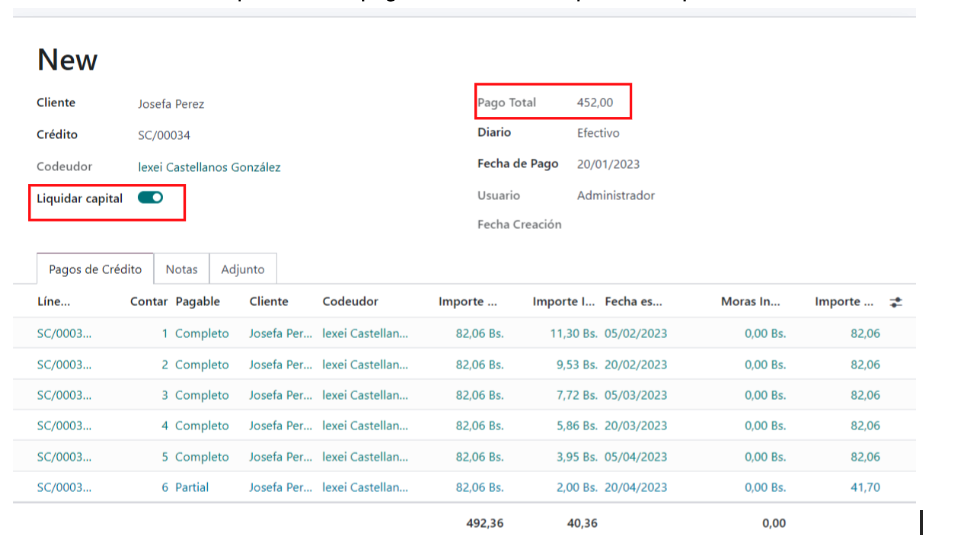 New
Cliente Josefa Perez
Crédito SC/00034
Codeudor lexei Castellanos González
Liquidar capital
Pago Total 452,00
Diario Efectivo
Fecha de Pago 20/01/2023
Usuario Administrador
Fecha Creación
Pagos de Crédito Notas Adjunto
Líne... Contar Pagable Cliente Codeudor Importe ... Importe I... Fecha es... Moras In... Importe ...
SC/0003... 1 Completo Josefa Per... lexei Castellan... 82,06 Bs. 11,30 Bs. 05/02/2023 0,00 Bs. 82,06
SC/0003... 2 Completo Josefa Per... lexei Castellan... 82,06 Bs. 9,53 Bs. 20/02/2023 0,00 Bs. 82,06
SC/0003... 3 Completo Josefa Per... lexei Castellan... 82,06 Bs. 7,72 Bs. 05/03/2023 0,00 Bs. 82,06
SC/0003... 4 Completo Josefa Per... lexei Castellan... 82,06 Bs. 5,86 Bs. 20/03/2023 0,00 Bs. 82,06
SC/0003... 5 Completo Josefa Per... lexei Castellan... 82,06 Bs. 3,95 Bs. 05/04/2023 0,00 Bs. 82,06
SC/0003... 6 Partial Josefa Per... lexei Castellan... 82,06 Bs. 2,00 Bs. 20/04/2023 0,00 Bs. 41,70
492,36 40,36 0,00